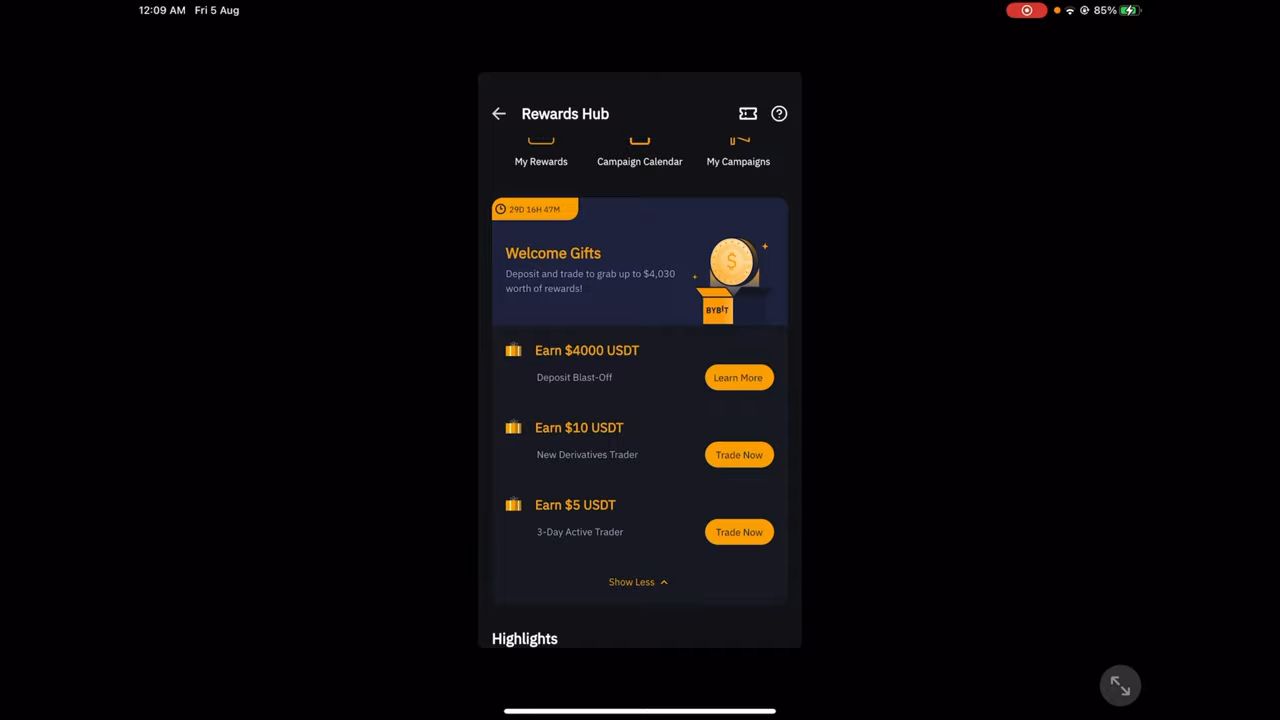 12:09 AM Fri 5 Aug
85%
Rewards Hub
My Rewards Campaign Calendar My Campaigns
29D 16H 47M
Welcome Gifts
Deposit and trade to grab up to $4,030
worth of rewards!
$
BYBIT
Earn $4000 USDT
Deposit Blast-Off
Learn More
Earn $10 USDT
New Derivatives Trader
Trade Now
Earn $5 USDT
3-Day Active Trader
Trade Now
Show Less
Highlights